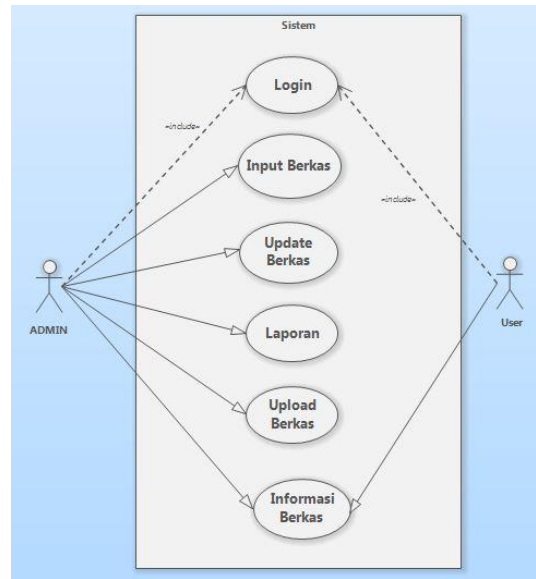 Sistem
Login
«include»
Input Berkas
«include»
Update
Berkas
ADMIN
User
Laporan
Upload
Berkas
Informasi
Berkas